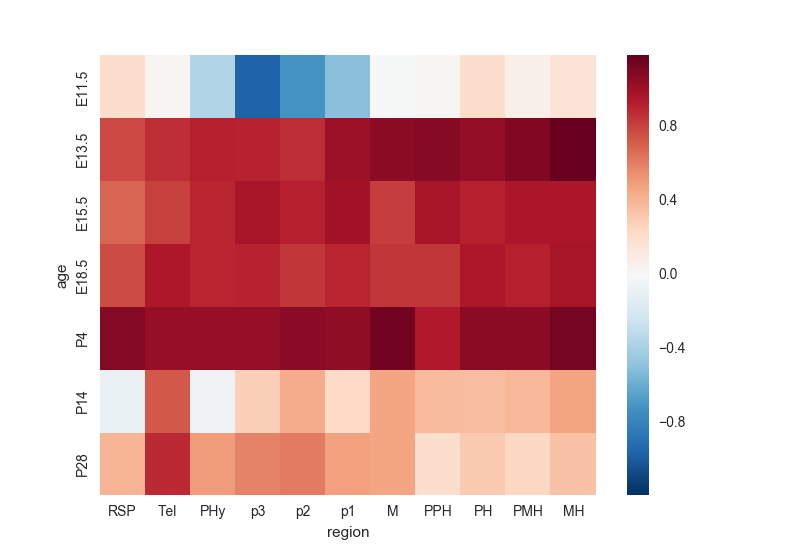 E11.5
E13.5
E15.5
E18.5
P4
P14
P28
age
RSP Tel PHy p3 p2 p1 M PPH PH PMH MH
region
0.8
0.4
0.0
−0.4
−0.8